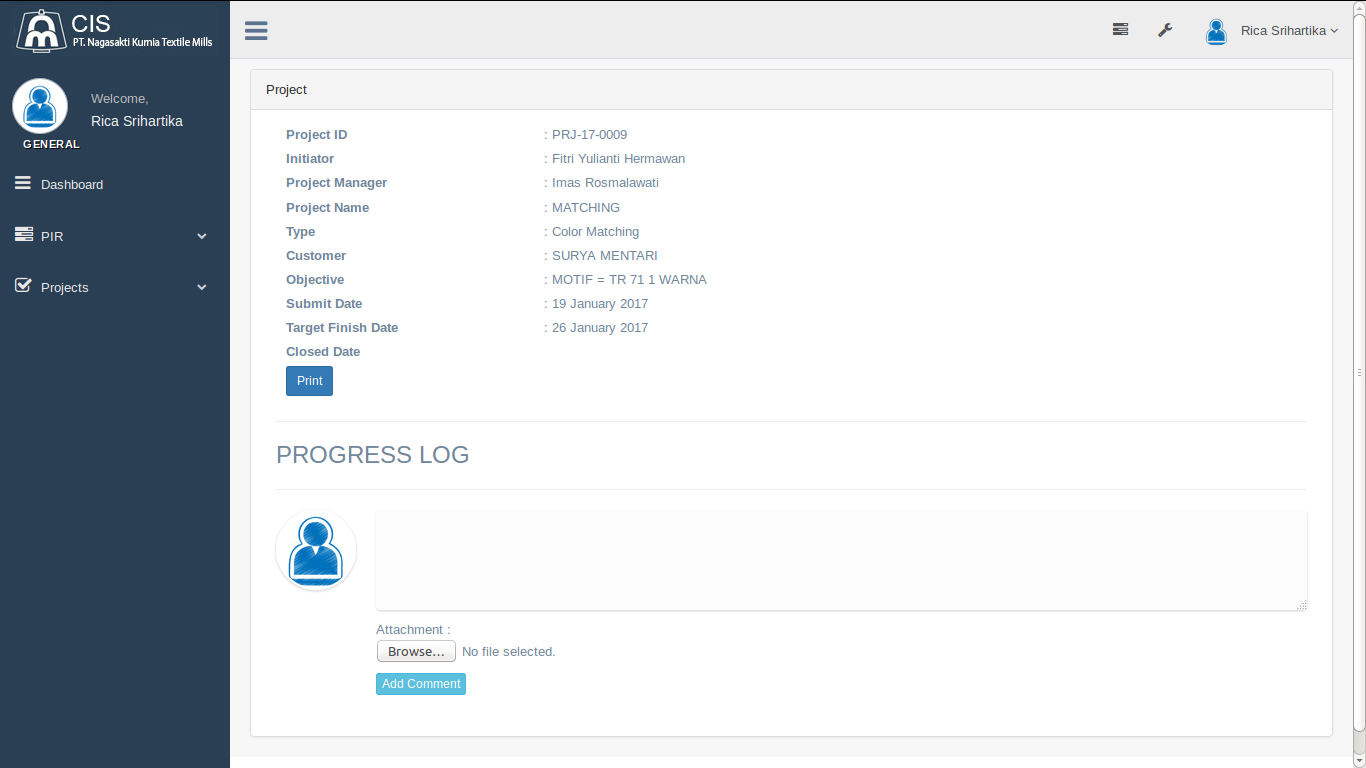 CIS
PT. Nagasakti Kurnia Textile Mills
Rica Srihartika
Welcome,
Rica Srihartika
GENERAL
Dashboard
PIR
Projects
Project
Project ID : PRJ-17-0009
Initiator : Fitri Yulianti Hermawan
Project Manager : Imas Rosmalawati
Project Name : MATCHING
Type : Color Matching
Customer : SURYA MENTARI
Objective : MOTIF = TR 71 1 WARNA
Submit Date : 19 January 2017
Target Finish Date : 26 January 2017
Closed Date
Print
PROGRESS LOG
Attachment :
Browse... No file selected.
Add Comment